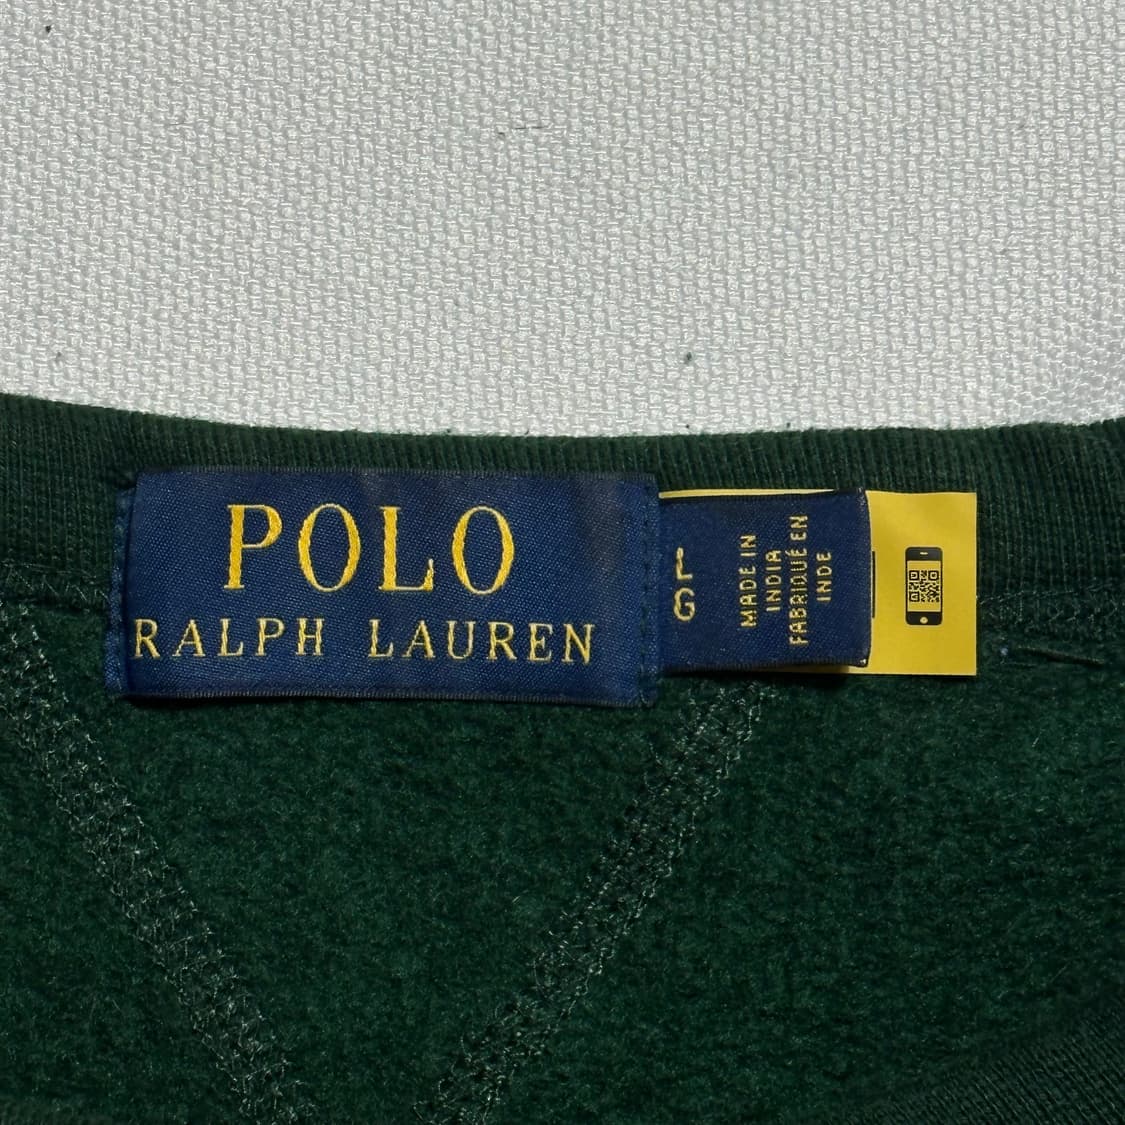 POLO
RALPH LAUREN
L
G
MADE IN
INDIA
FABRIQUÉ EN
INDE